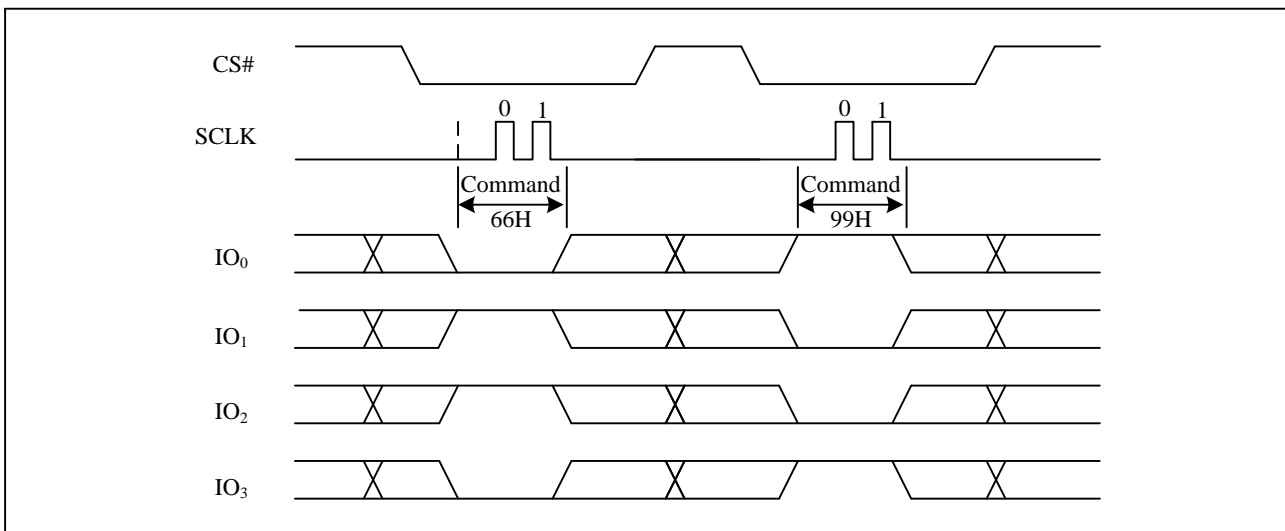 CS#
0 1 0 1
SCLK
Command Command
66H 99H
IO0
IO1
IO2
IO3